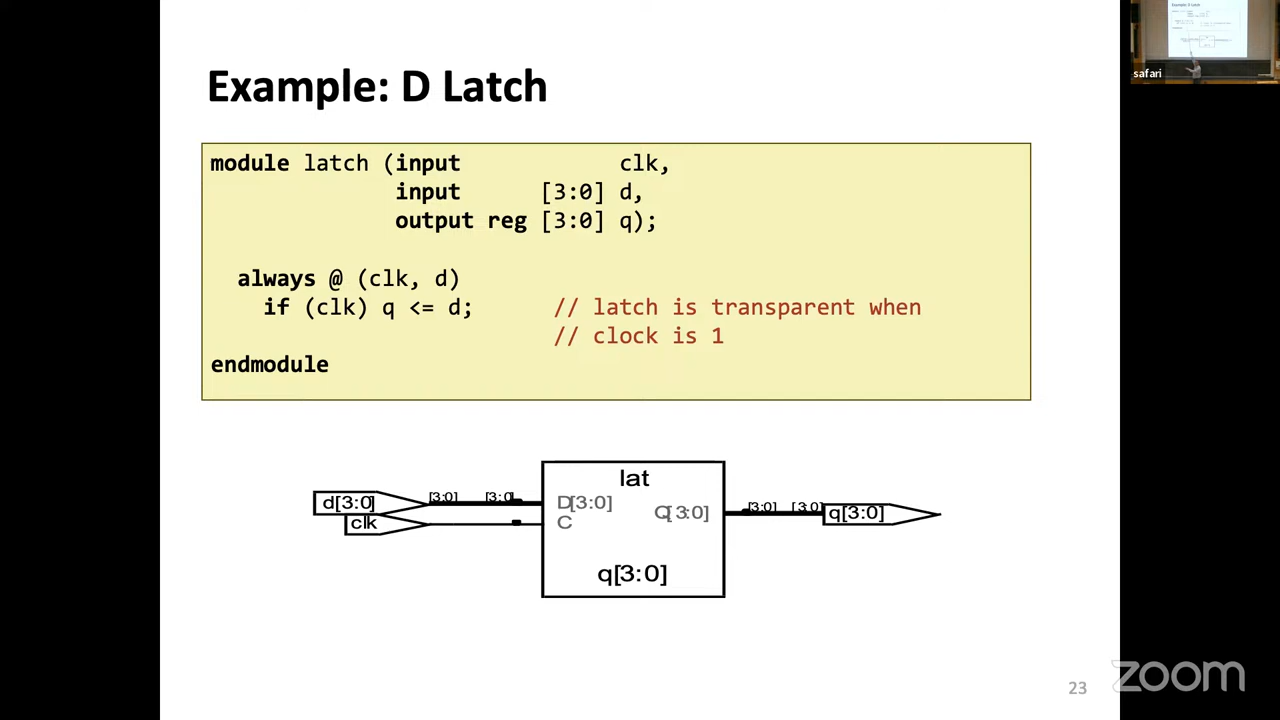 Example: D Latch
safari
Example: D Latch
module latch (input clk,
input [3:0] d,
output reg [3:0] q);
always @ (clk, d)
if (clk) q <= d; // latch is transparent when
// clock is 1
endmodule
lat
d[3:0] [3:0] [3:0] D[3:0] Q[3:0] [3:0] [3:0] q[3:0]
clk C
q[3:0]
23
zoom